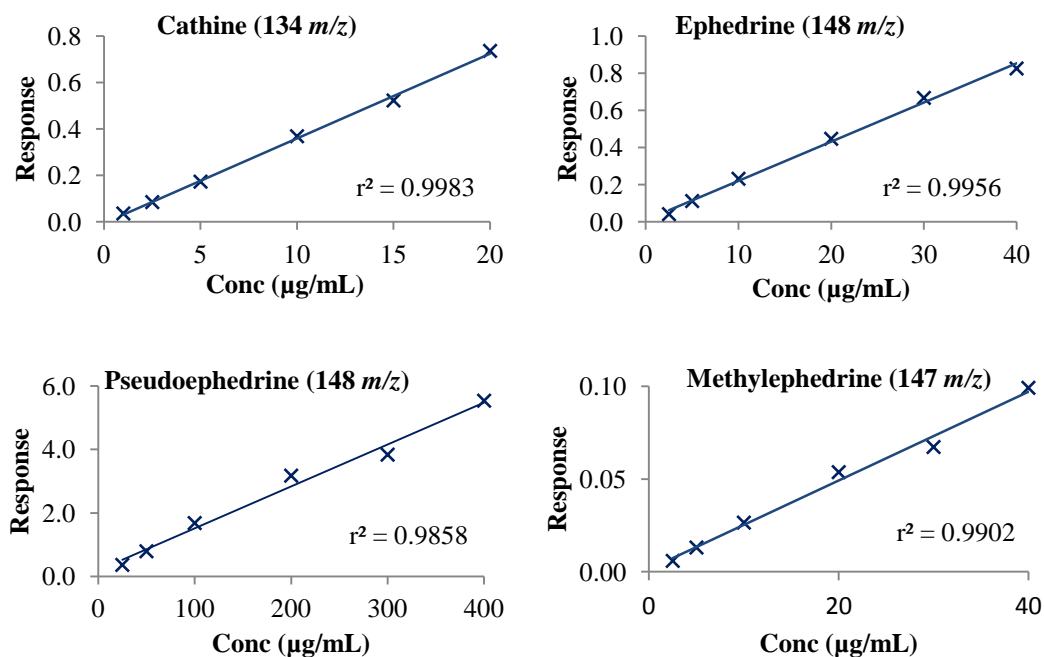 Cathine (134 m/z)
0.8
0.6
0.4
0.2
0.0
Response
r² = 0.9983
0 5 10 15 20
Conc (µg/mL)
Ephedrine (148 m/z)
1.0
0.8
0.6
0.4
0.2
0.0
Response
r² = 0.9956
0 10 20 30 40
Conc (µg/mL)
Pseudoephedrine (148 m/z)
6.0
4.0
2.0
0.0
Response
r² = 0.9858
0 100 200 300 400
Conc (µg/mL)
Methylephedrine (147 m/z)
0.10
0.05
0.00
Response
r² = 0.9902
0 20 40
Conc (µg/mL)